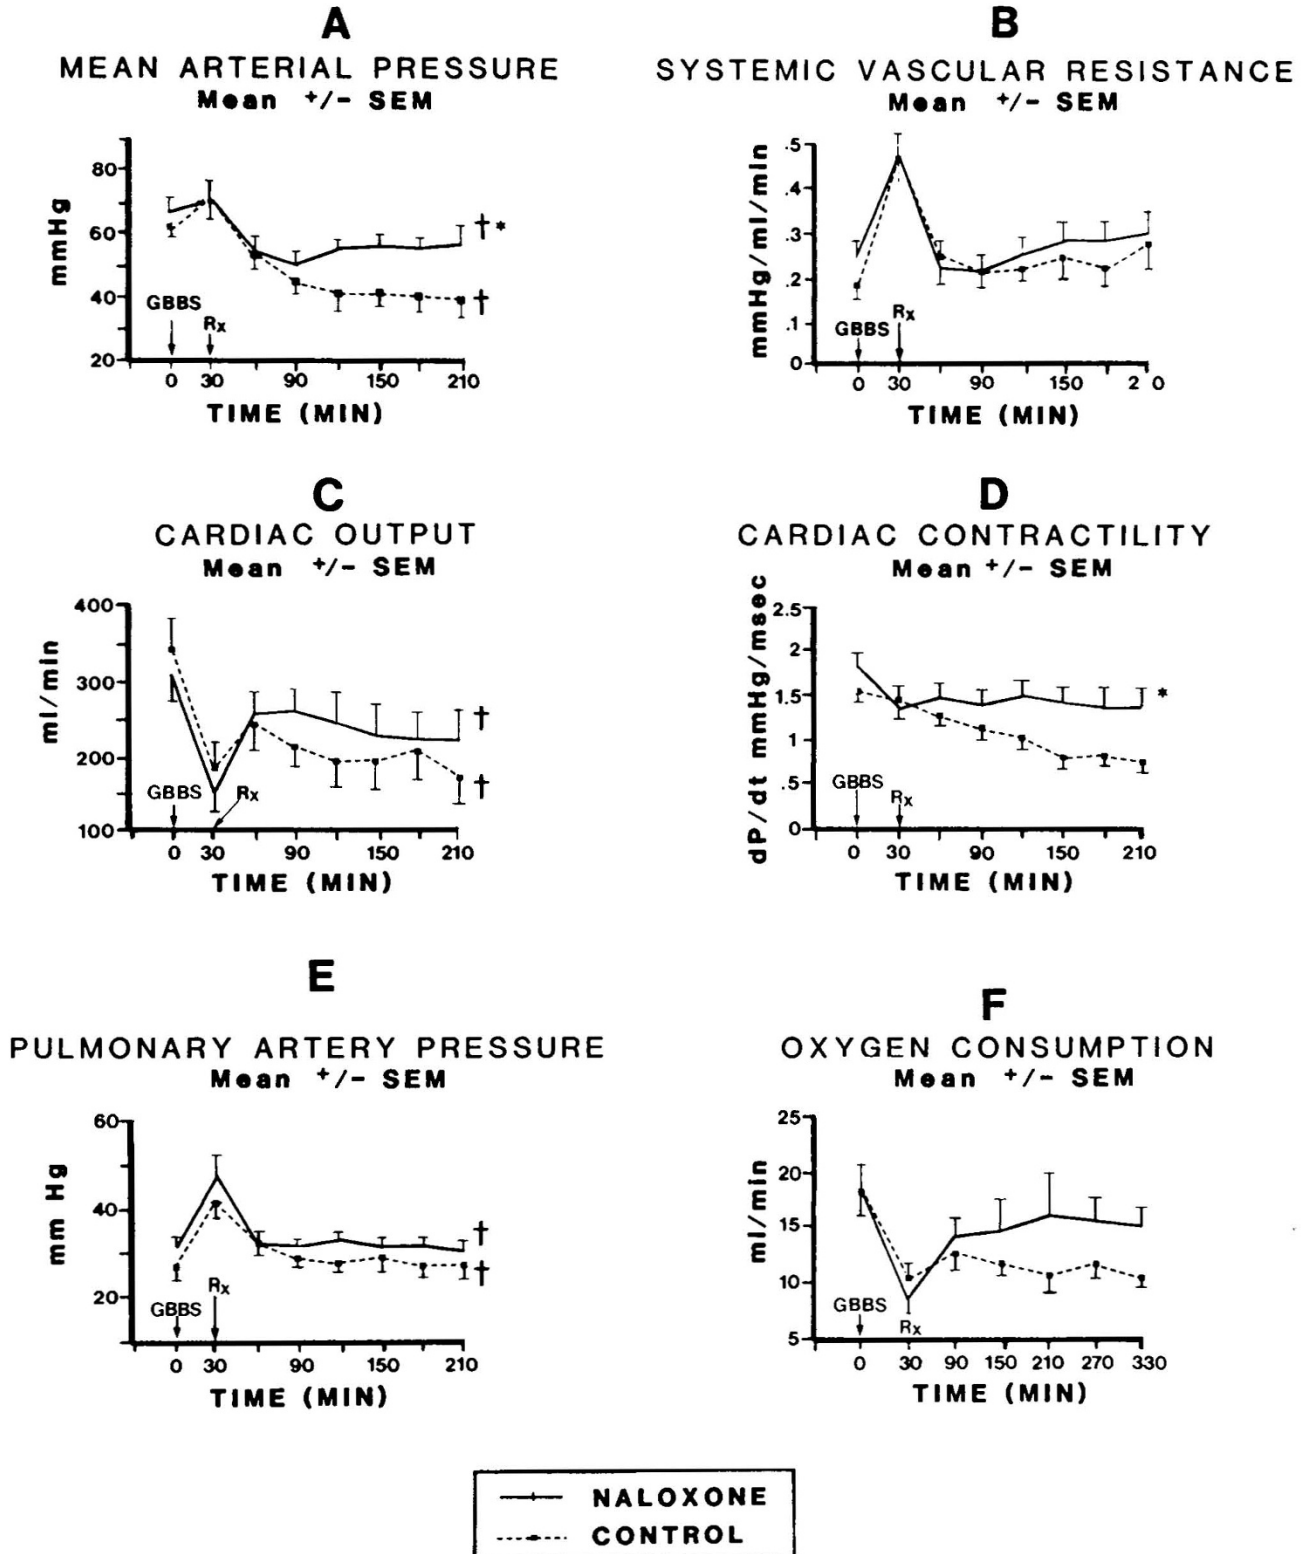 A
MEAN ARTERIAL PRESSURE
Mean +/- SEM
mmHg
80
60
40
20
GBBS
Rx
† *
†
0 30 90 150 210
TIME (MIN)
B
SYSTEMIC VASCULAR RESISTANCE
Mean +/- SEM
mmHg/ml/min
.5
.4
.3
.2
.1
0
GBBS
Rx
0 30 90 150 2 0
TIME (MIN)
C
CARDIAC OUTPUT
Mean +/- SEM
ml/min
400
300
200
100
GBBS
Rx
†
†
0 30 90 150 210
TIME (MIN)
D
CARDIAC CONTRACTILITY
Mean +/- SEM
dP/dt mmHg/msec
2.5
2
1.5
1
.5
0
GBBS
Rx
*
0 30 90 150 210
TIME (MIN)
E
PULMONARY ARTERY PRESSURE
Mean +/- SEM
mm Hg
60
40
20
GBBS
Rx
†
†
0 30 90 150 210
TIME (MIN)
F
OXYGEN CONSUMPTION
Mean +/- SEM
ml/min
25
20
15
10
5
GBBS
Rx
0 30 90 150 210 270 330
TIME (MIN)
NALOXONE
CONTROL